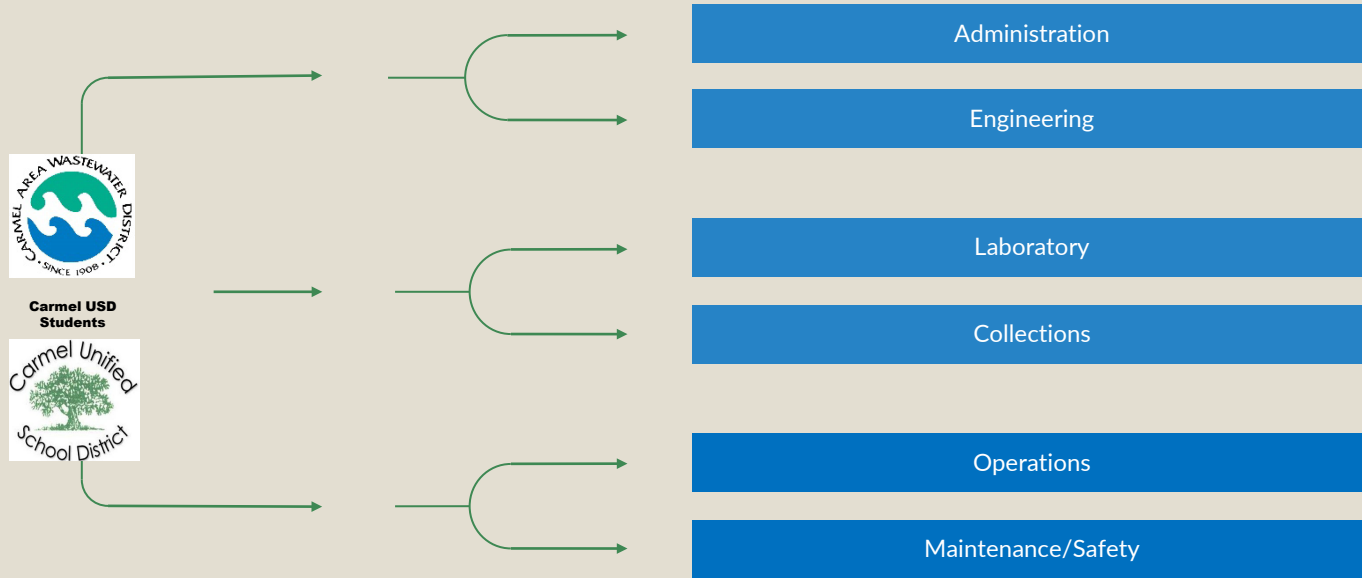 Administration
Engineering
CARMEL AREA WASTEWATER DISTRICT
· SINCE 1908 ·
Laboratory
Carmel USD
Students
Collections
Carmel Unified
School District
Operations
Maintenance/Safety